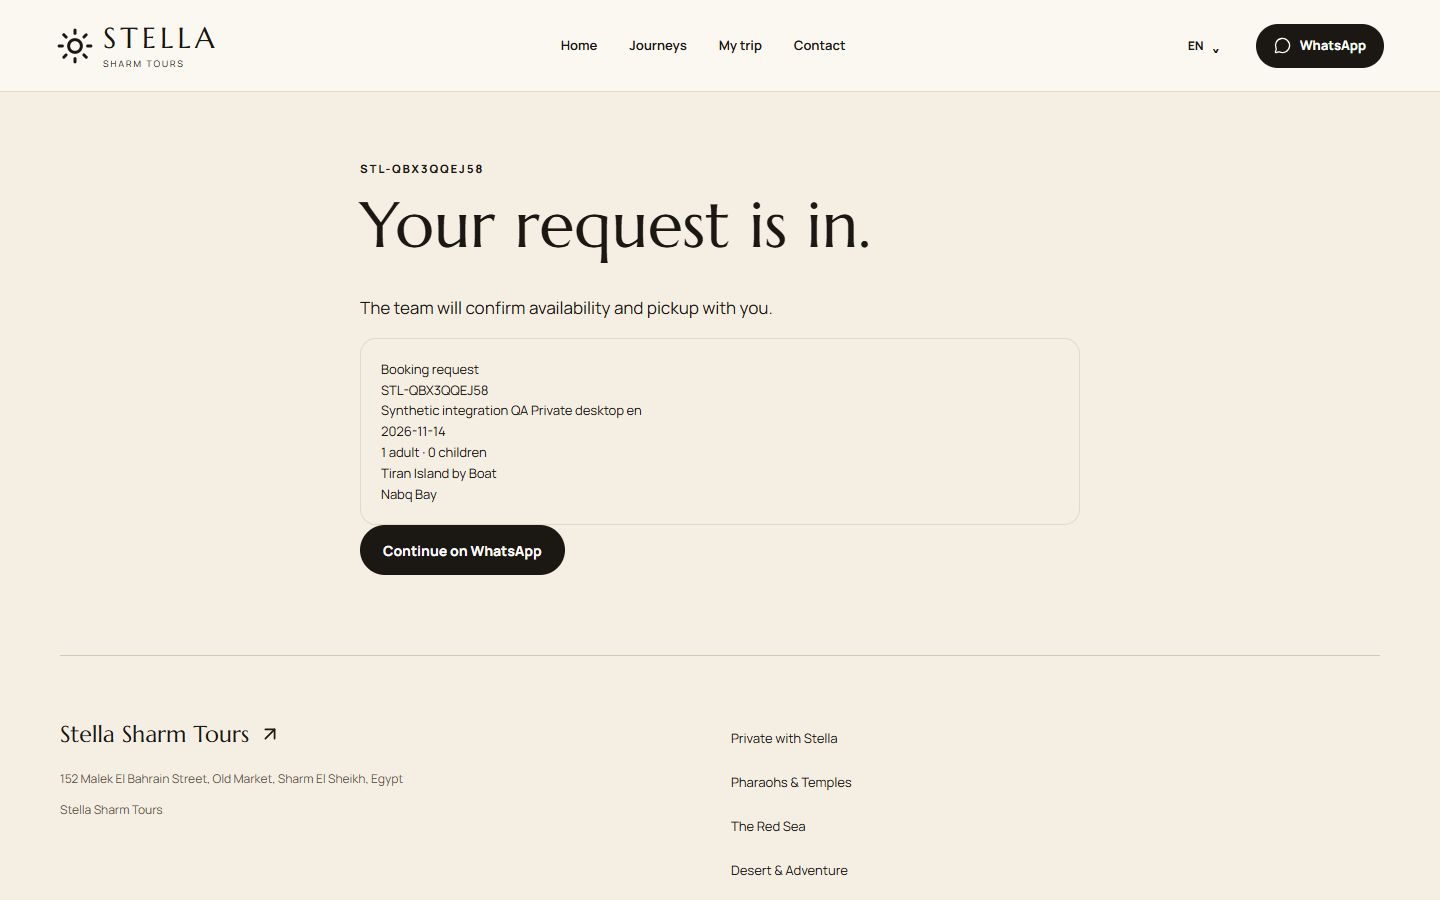 STELLA
SHARM TOURS
Home
Journeys
My trip
Contact
EN
WhatsApp
STL-QBX3QQEJ58
Your request is in.
The team will confirm availability and pickup with you.
Booking request
STL-QBX3QQEJ58
Synthetic integration QA Private desktop en
2026-11-14
1 adult · 0 children
Tiran Island by Boat
Nabq Bay
Continue on WhatsApp
Stella Sharm Tours
152 Malek El Bahrain Street, Old Market, Sharm El Sheikh, Egypt
Stella Sharm Tours
Private with Stella
Pharaohs & Temples
The Red Sea
Desert & Adventure